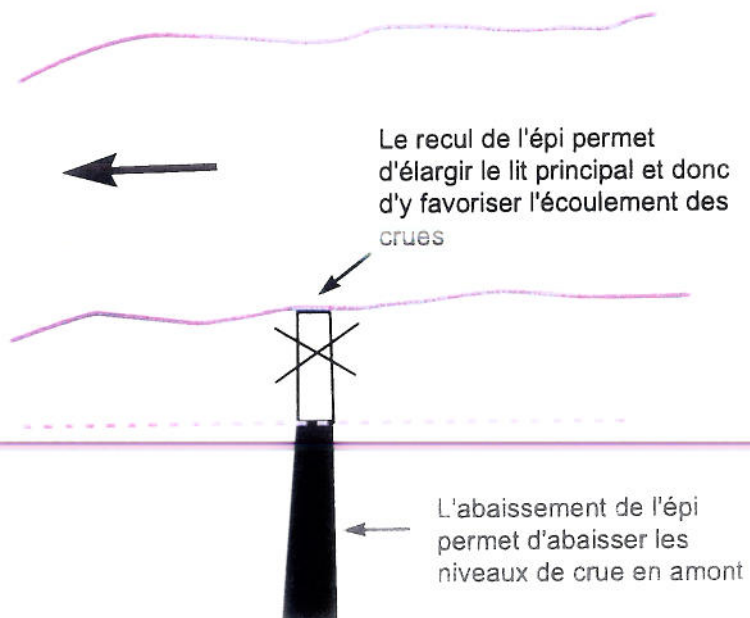 Le recul de l'épi permet
d'élargir le lit principal et donc
d'y favoriser l'écoulement des
crues
L'abaissement de l'épi
permet d'abaisser les
niveaux de crue en amont